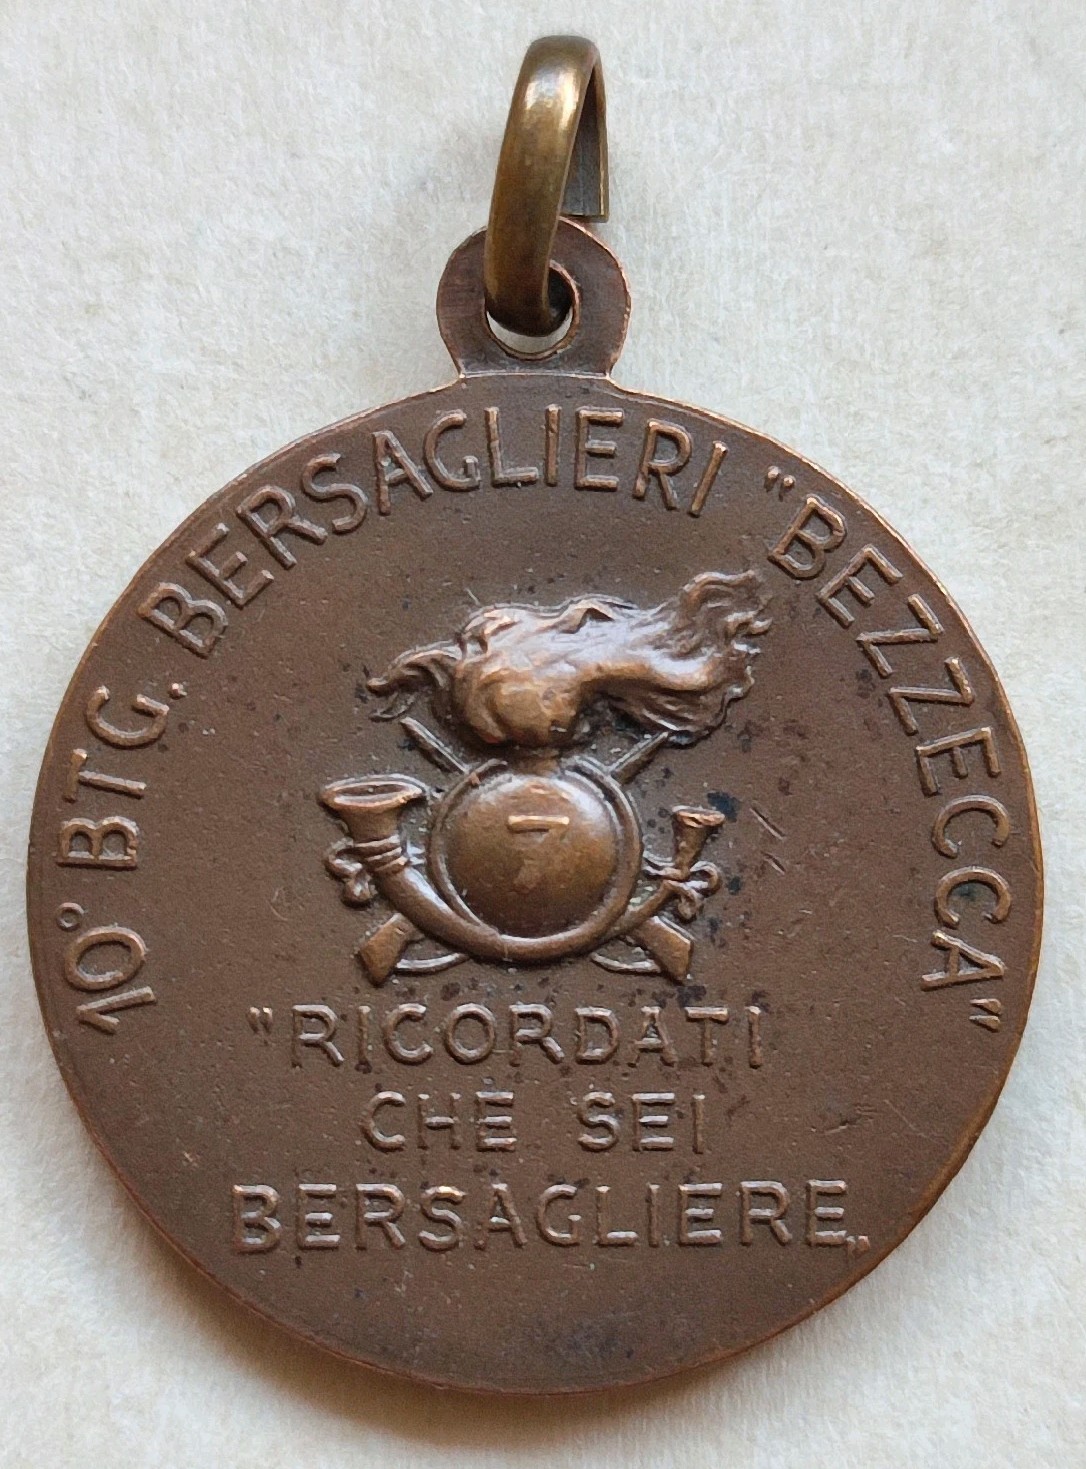 10° BTG. BERSAGLIERI "BEZZECCA"
7
"RICORDATI
CHE SEI
BERSAGLIERE„